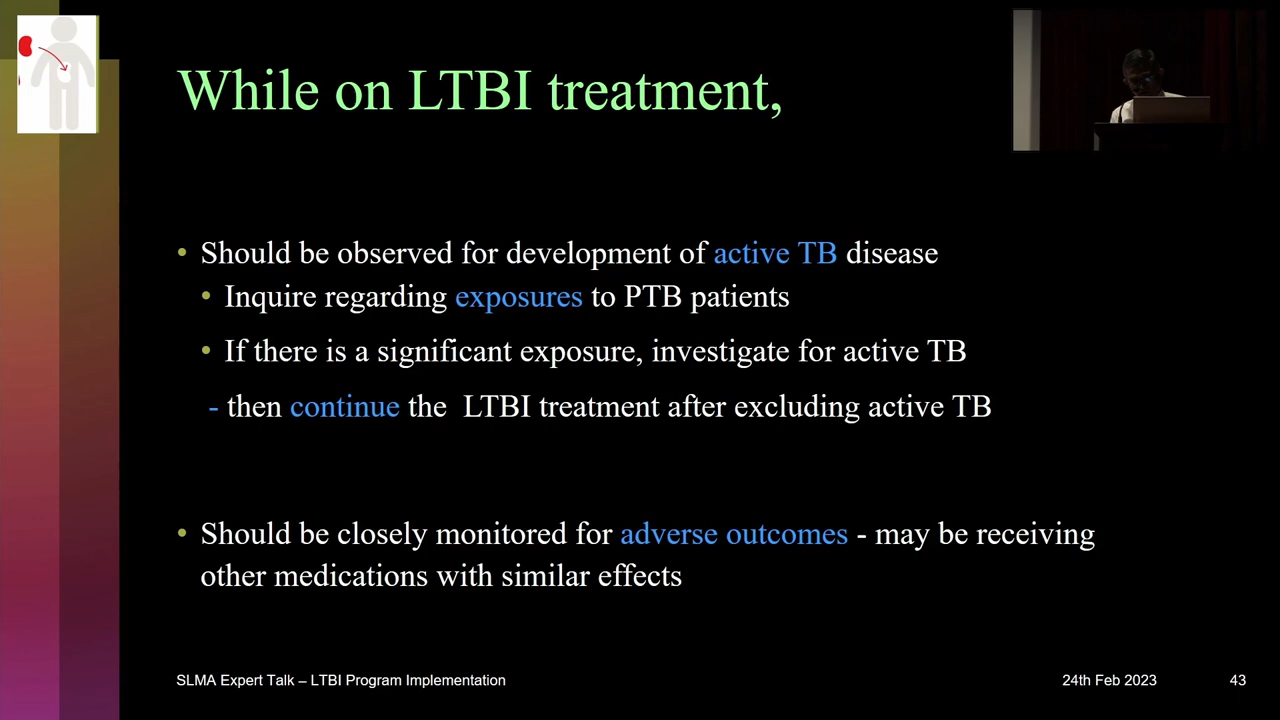 While on LTBI treatment,
• Should be observed for development of active TB disease
• Inquire regarding exposures to PTB patients
• If there is a significant exposure, investigate for active TB
- then continue the  LTBI treatment after excluding active TB
• Should be closely monitored for adverse outcomes - may be receiving
other medications with similar effects
SLMA Expert Talk – LTBI Program Implementation
24th Feb 2023
43